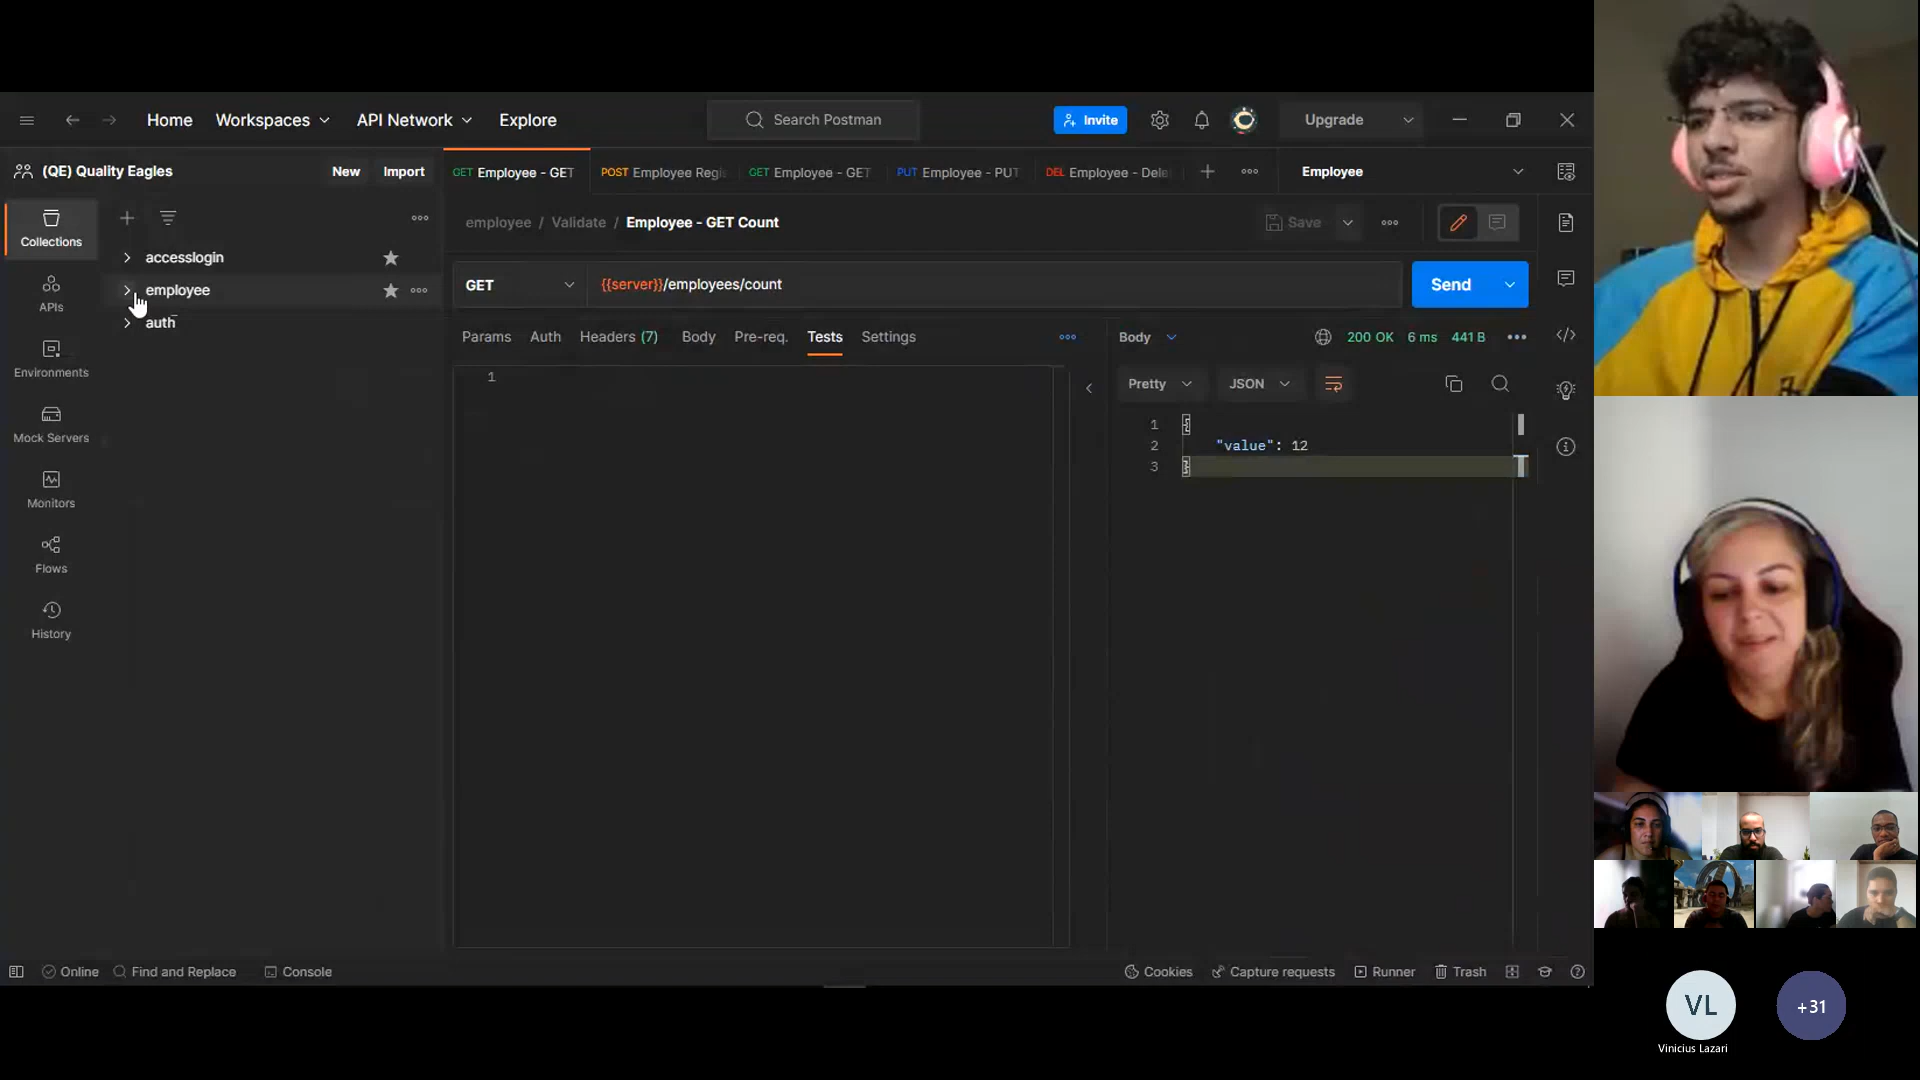 Home
Workspaces
API Network
Explore
Search Postman
Invite
Upgrade
(QE) Quality Eagles
New
Import
GET Employee - GET
POST Employee Regi
GET Employee - GET
PUT Employee - PUT
DEL Employee - Dele
Employee
Collections
APIs
Environments
Mock Servers
Monitors
Flows
History
accesslogin
employee
auth
employee / Validate / Employee - GET Count
Save
GET
{{server}}/employees/count
Send
Params
Auth
Headers (7)
Body
Pre-req.
Tests
Settings
1
Body
200 OK
6 ms
441 B
Pretty
JSON
1 {
2 "value": 12
3 }
Online
Find and Replace
Console
Cookies
Capture requests
Runner
Trash
VL
+31
Vinicius Lazari